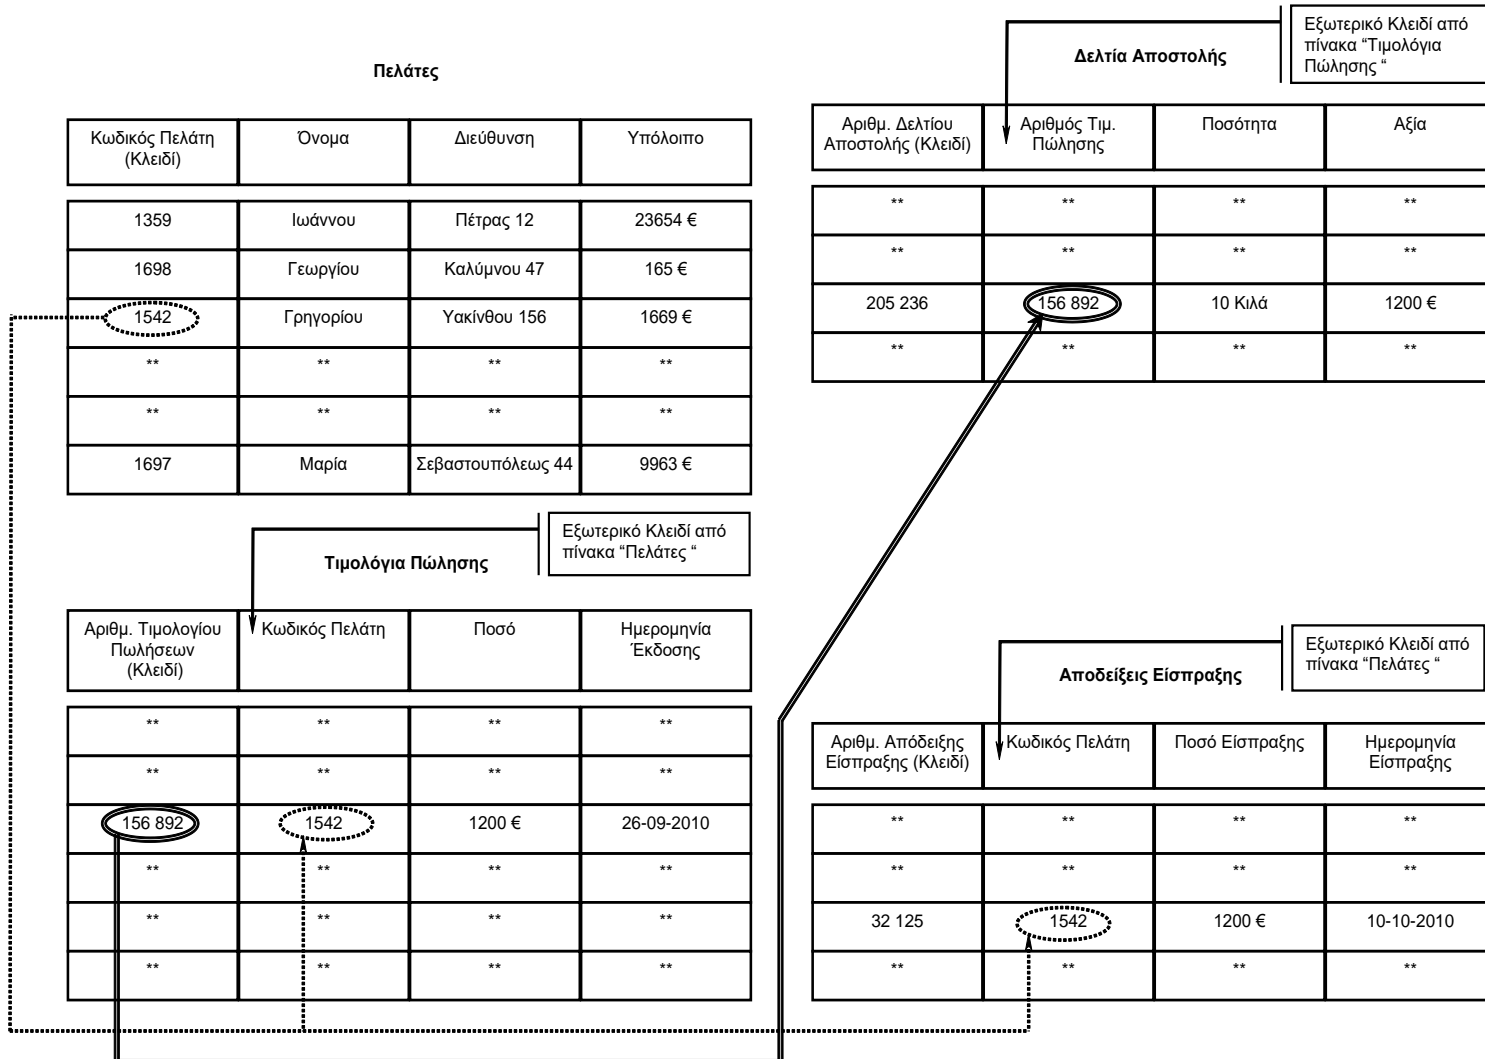 Πελάτες
Κωδικός Πελάτη (Κλειδί) Όνομα Διεύθυνση Υπόλοιπο
1359 Ιωάννου Πέτρας 12 23654 €
1698 Γεωργίου Καλύμνου 47 165 €
1542 Γρηγορίου Υακίνθου 156 1669 €
** ** ** **
** ** ** **
1697 Μαρία Σεβαστουπόλεως 44 9963 €
Εξωτερικό Κλειδί από
πίνακα “Τιμολόγια
Πώλησης “
Δελτία Αποστολής
Αριθμ. Δελτίου Αποστολής (Κλειδί) Αριθμός Τιμ. Πώλησης Ποσότητα Αξία
** ** ** **
** ** ** **
205 236 156 892 10 Κιλά 1200 €
** ** ** **
Εξωτερικό Κλειδί από
πίνακα “Πελάτες “
Τιμολόγια Πώλησης
Αριθμ. Τιμολογίου Πωλήσεων (Κλειδί) Κωδικός Πελάτη Ποσό Ημερομηνία Έκδοσης
** ** ** **
** ** ** **
156 892 1542 1200 € 26-09-2010
** ** ** **
** ** ** **
** ** ** **
Εξωτερικό Κλειδί από
πίνακα “Πελάτες “
Αποδείξεις Είσπραξης
Αριθμ. Απόδειξης Είσπραξης (Κλειδί) Κωδικός Πελάτη Ποσό Είσπραξης Ημερομηνία Είσπραξης
** ** ** **
** ** ** **
32 125 1542 1200 € 10-10-2010
** ** ** **